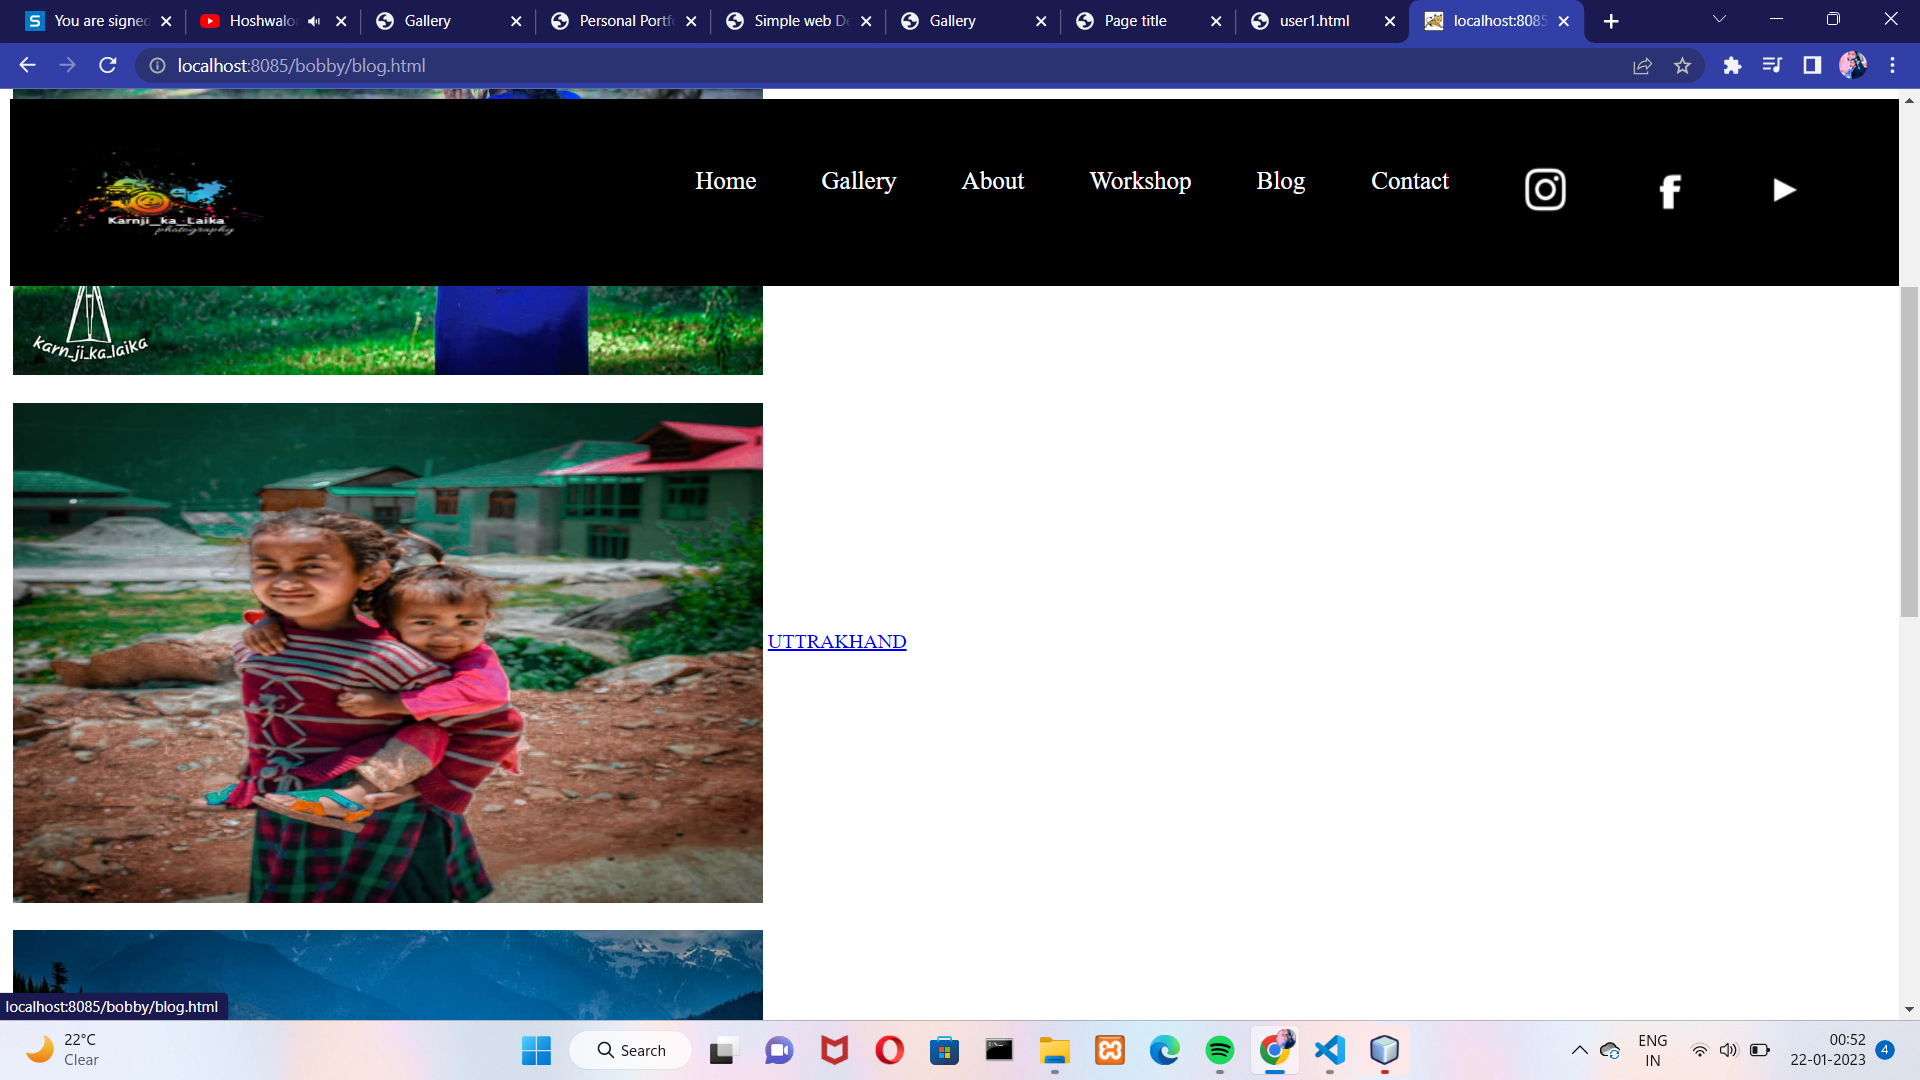 You are signe
Hoshwalo
Gallery
Personal Portf
Simple web De
Gallery
Page title
user1.html
localhost:8085
localhost:8085/bobby/blog.html
Karnji_ka_Laika
photography
Home
Gallery
About
Workshop
Blog
Contact
karn_ji_ka_laika
UTTRAKHAND
localhost:8085/bobby/blog.html
22°C
Clear
Search
ENG
IN
00:52
22-01-2023
4